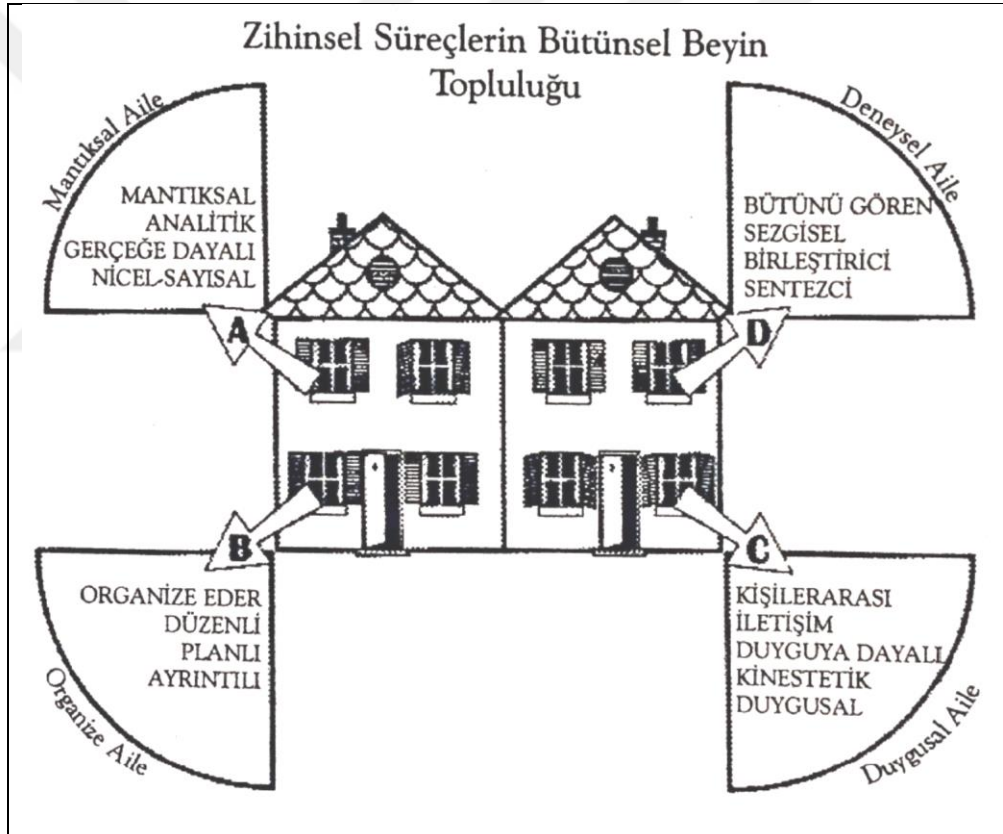 Zihinsel Süreçlerin Bütünsel Beyin
Topluluğu
Mantıksal Aile
MANTIKSAL
ANALİTİK
GERÇEĞE DAYALI
NİCEL-SAYISAL
A
Deneysel Aile
BÜTÜNÜ GÖREN
SEZGİSEL
BİRLEŞTİRİCİ
SENTEZCİ
D
B
ORGANİZE EDER
DÜZENLİ
PLANLI
AYRINTILI
Organize Aile
C
KİŞİLERARASI
İLETİŞİM
DUYGUYA DAYALI
KİNESTETİK
DUYGUSAL
Duygusal Aile